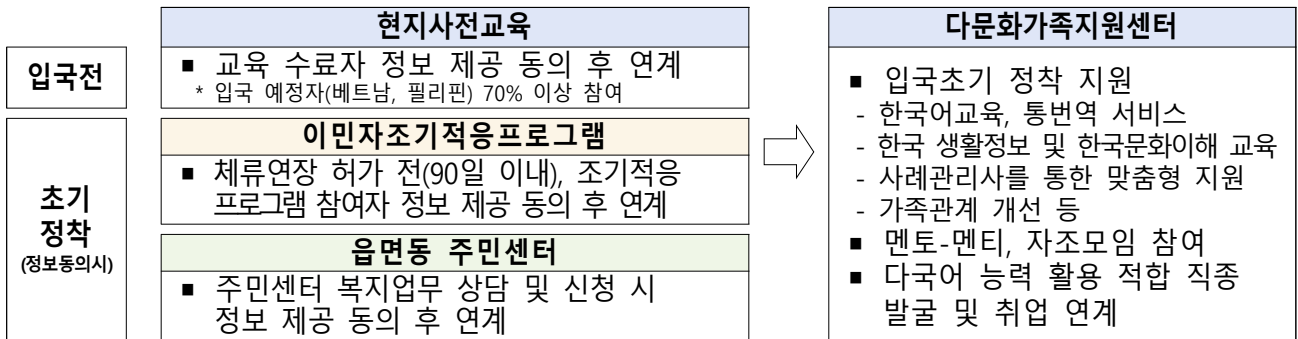 입국전
현지사전교육
▪ 교육 수료자 정보 제공 동의 후 연계
* 입국 예정자(베트남, 필리핀) 70% 이상 참여
초기
정착
(정보동의시)
이민자조기적응프로그램
▪ 체류연장 허가 전(90일 이내), 조기적응
프로그램 참여자 정보 제공 동의 후 연계
읍면동 주민센터
▪ 주민센터 복지업무 상담 및 신청 시
정보 제공 동의 후 연계
다문화가족지원센터
▪ 입국초기 정착 지원
- 한국어교육, 통번역 서비스
- 한국 생활정보 및 한국문화이해 교육
- 사례관리사를 통한 맞춤형 지원
- 가족관계 개선 등
▪ 멘토-멘티, 자조모임 참여
▪ 다국어 능력 활용 적합 직종
발굴 및 취업 연계